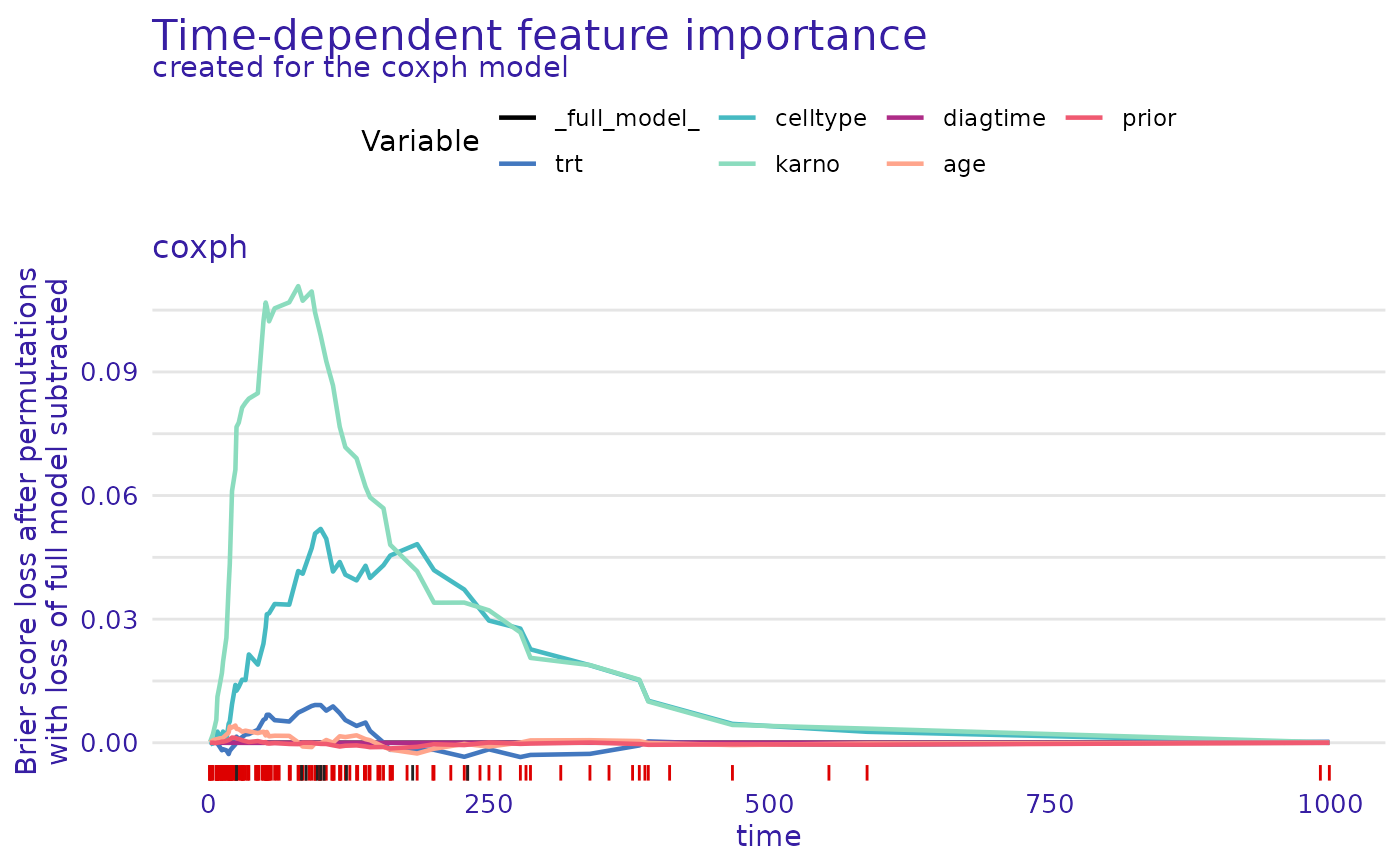 Time-dependent feature importance
created for the coxph model
Variable
_full_model_ celltype diagtime prior
trt karno age
coxph
Brier score loss after permutations
with loss of full model subtracted
0.09
0.06
0.03
0.00
0 250 500 750 1000
time